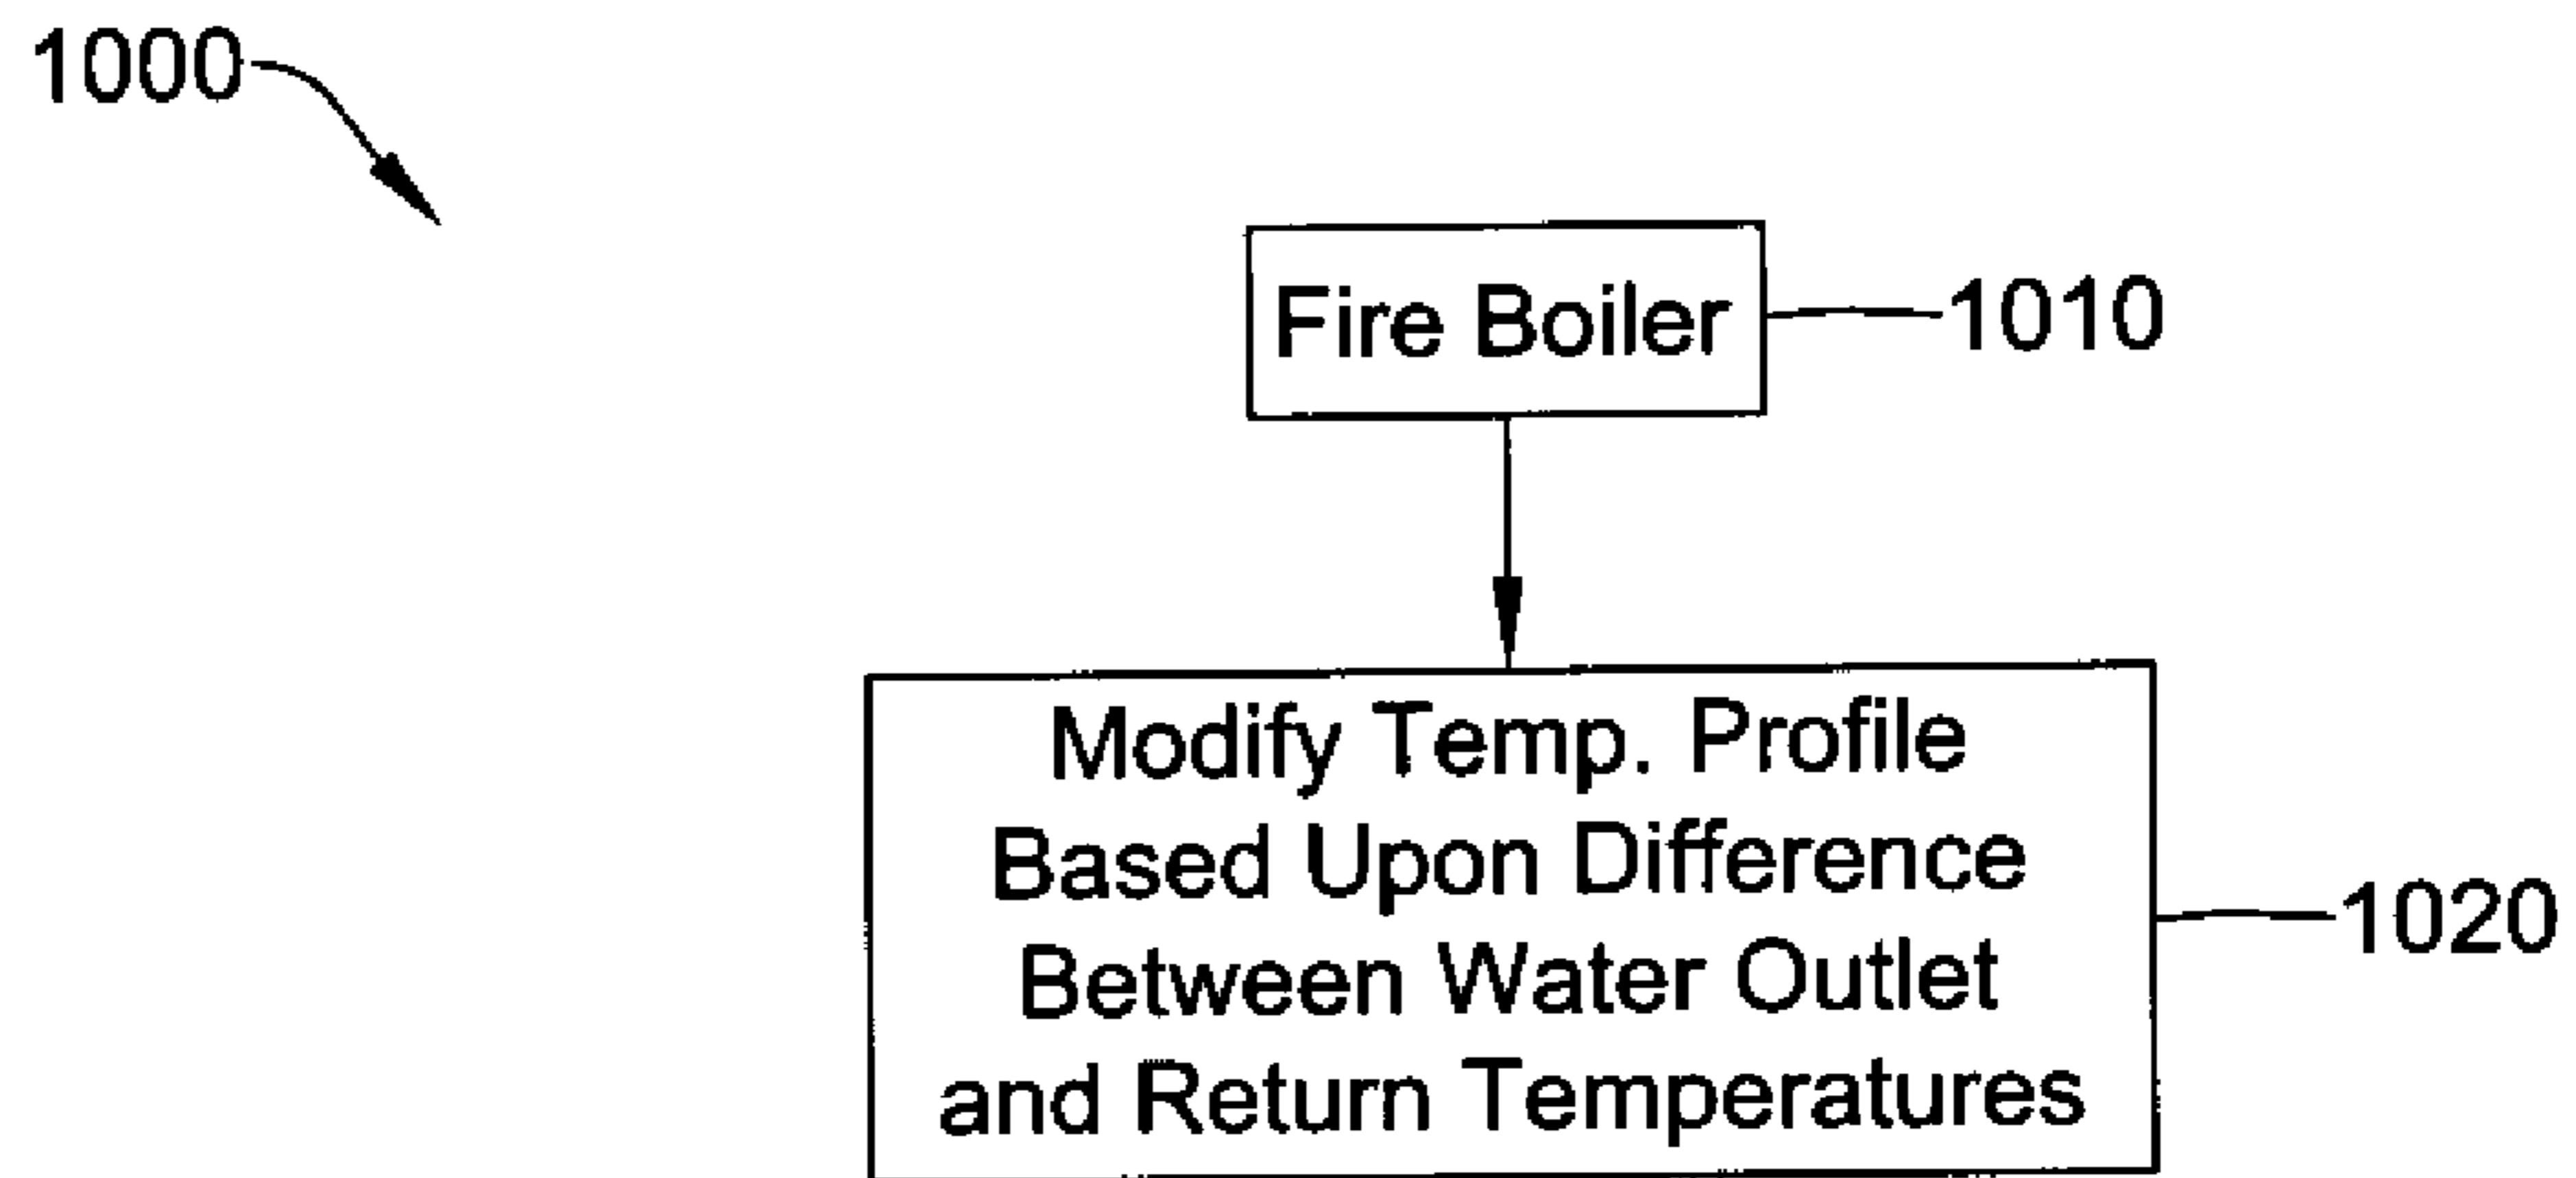 1000
Fire Boiler
1010
Modify Temp. Profile
Based Upon Difference
Between Water Outlet
and Return Temperatures
1020